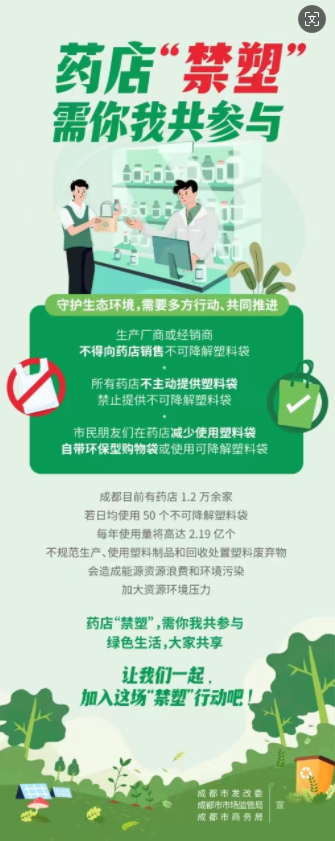 药店“禁塑”
需你我共参与
守护生态环境，需要多方行动、共同推进
生产厂商或经销商
不得向药店销售不可降解塑料袋
所有药店不主动提供塑料袋
禁止提供不可降解塑料袋
市民朋友们在药店减少使用塑料袋
自带环保型购物袋或使用可降解塑料袋
成都目前有药店 1.2 万余家
若日均使用 50 个不可降解塑料袋
每年使用量将高达 2.19 亿个
不规范生产、使用塑料制品和回收处置塑料废弃物
会造成能源资源浪费和环境污染
加大资源环境压力
药店“禁塑”，需你我共参与
绿色生活，大家共享
让我们一起，
加入这场“禁塑”行动吧！
成都市发改委
成都市市场监管局
成都市商务局
宣